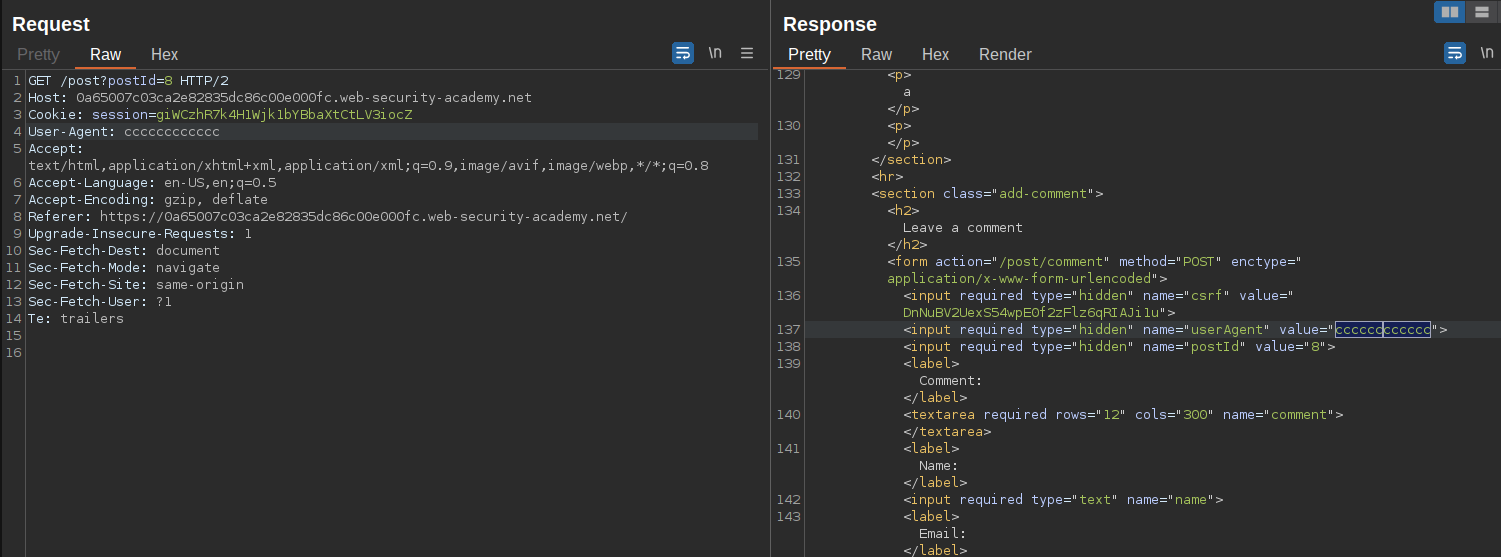 Request
Pretty Raw Hex \n
1 GET /post?postId=8 HTTP/2
2 Host: 0a65007c03ca2e82835dc86c00e000fc.web-security-academy.net
3 Cookie: session=giWCzhR7k4H1Wjk1bYBbaXtCtLV3iocZ
4 User-Agent: cccccccccccc
5 Accept:
text/html,application/xhtml+xml,application/xml;q=0.9,image/avif,image/webp,*/*;q=0.8
6 Accept-Language: en-US,en;q=0.5
7 Accept-Encoding: gzip, deflate
8 Referer: https://0a65007c03ca2e82835dc86c00e000fc.web-security-academy.net/
9 Upgrade-Insecure-Requests: 1
10 Sec-Fetch-Dest: document
11 Sec-Fetch-Mode: navigate
12 Sec-Fetch-Site: same-origin
13 Sec-Fetch-User: ?1
14 Te: trailers
15
16
Response
Pretty Raw Hex Render \n
129 <p>
a
</p>
130 <p>
</p>
131 </section>
132 <hr>
133 <section class="add-comment">
134 <h2>
Leave a comment
</h2>
135 <form action="/post/comment" method="POST" enctype="
application/x-www-form-urlencoded">
136 <input required type="hidden" name="csrf" value="
DnNuBV2UexS54wpEOf2zFlz6qRIAJi1u">
137 <input required type="hidden" name="userAgent" value="cccccccccccc">
138 <input required type="hidden" name="postId" value="8">
139 <label>
Comment:
</label>
140 <textarea required rows="12" cols="300" name="comment">
</textarea>
141 <label>
Name:
</label>
142 <input required type="text" name="name">
143 <label>
Email:
</label>